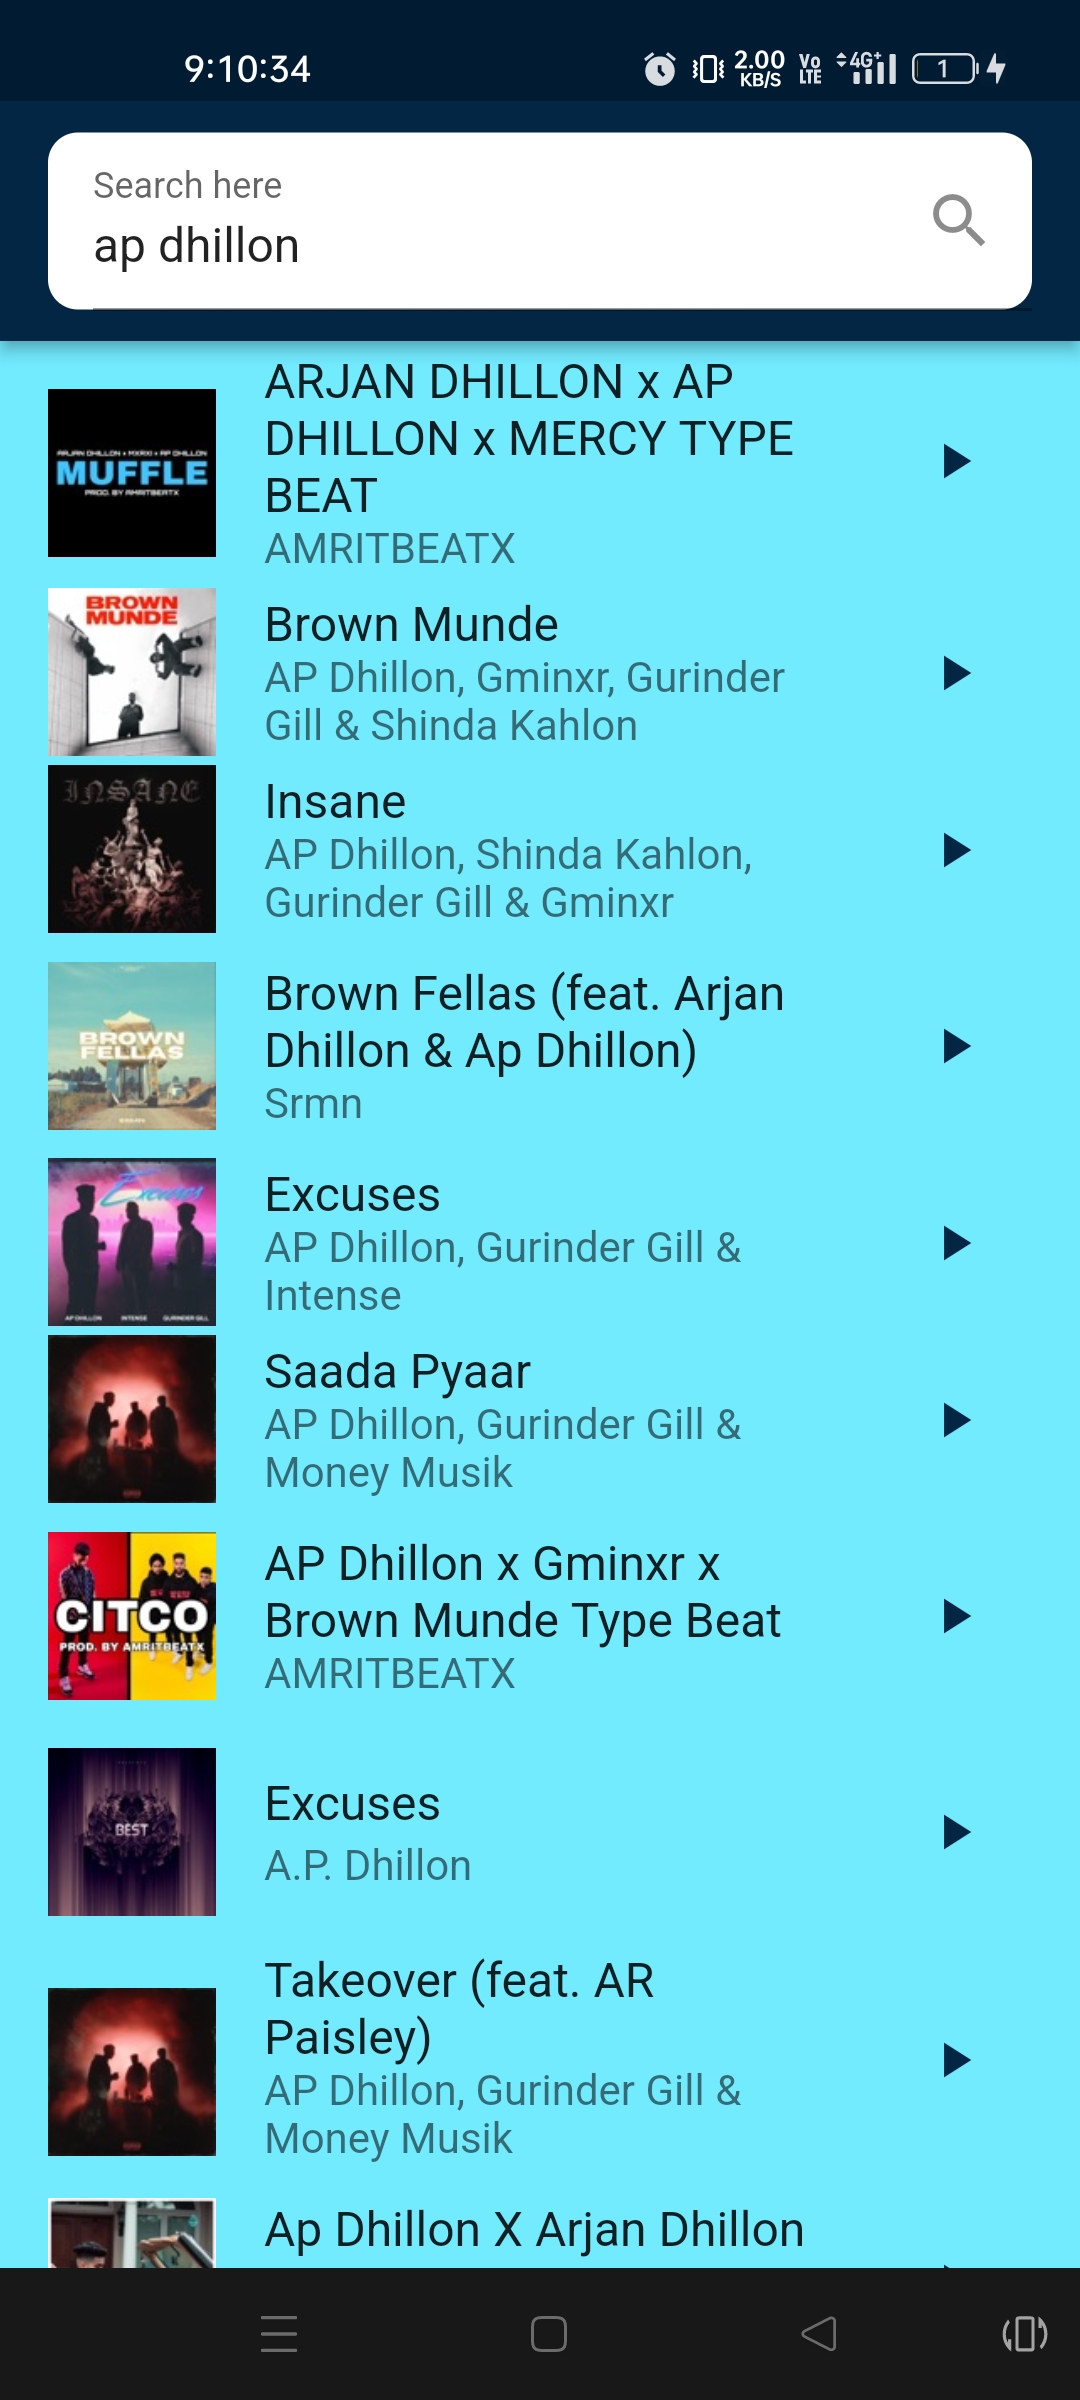 9:10:34
2.00
KB/S
Vo
LTE
4G+
1
Search here
ap dhillon
ARJAN DHILLON x AP
DHILLON x MERCY TYPE
BEAT
AMRITBEATX
ARJAN DHILLON + MXRXI + AP DHILLON
MUFFLE
PROD. BY AMRITBEATX
BROWN
MUNDE
Brown Munde
AP Dhillon, Gminxr, Gurinder
Gill & Shinda Kahlon
INSANE
Insane
AP Dhillon, Shinda Kahlon,
Gurinder Gill & Gminxr
BROWN
FELLAS
Brown Fellas (feat. Arjan
Dhillon & Ap Dhillon)
Srmn
Excuses
AP DHILLON INTENSE GURINDER GILL
Excuses
AP Dhillon, Gurinder Gill &
Intense
Saada Pyaar
AP Dhillon, Gurinder Gill &
Money Musik
CITCO
PROD. BY AMRITBEATX
AP Dhillon x Gminxr x
Brown Munde Type Beat
AMRITBEATX
BEST
Excuses
A.P. Dhillon
Takeover (feat. AR
Paisley)
AP Dhillon, Gurinder Gill &
Money Musik
Ap Dhillon X Arjan Dhillon